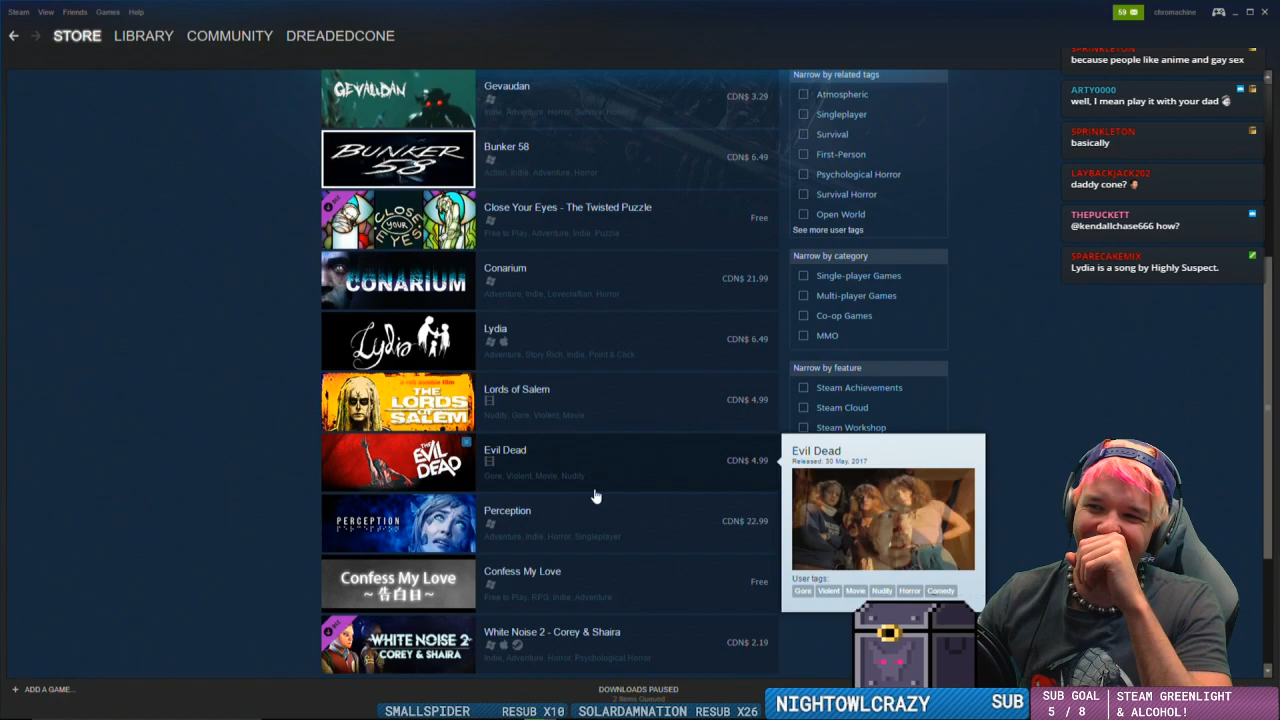 Steam View Friends Games Help
59
chromachine
STORE LIBRARY COMMUNITY DREADEDCONE
GEVAUDAN
Gevaudan
Indie, Adventure, Horror, Survival Horror
CDN$ 3.29
BUNKER 58
Bunker 58
Action, Indie, Adventure, Horror
CDN$ 6.49
CLOSE YOUR EYES
Close Your Eyes - The Twisted Puzzle
Free to Play, Adventure, Indie, Puzzle
Free
CONARIUM
Conarium
Adventure, Indie, Lovecraftian, Horror
CDN$ 21.99
Lydia
Lydia
Adventure, Story Rich, Indie, Point & Click
CDN$ 6.49
a rob zombie film
THE LORDS OF SALEM
Lords of Salem
Nudity, Gore, Violent, Movie
CDN$ 4.99
THE EVIL DEAD
Evil Dead
Gore, Violent, Movie, Nudity
CDN$ 4.99
PERCEPTION
Perception
Adventure, Indie, Horror, Singleplayer
CDN$ 22.99
Confess My Love
~ 告白日 ~
Confess My Love
Free to Play, RPG, Indie, Adventure
Free
WHITE NOISE 2
COREY & SHAIRA
White Noise 2 - Corey & Shaira
Indie, Adventure, Horror, Psychological Horror
CDN$ 2.19
Narrow by related tags
Atmospheric
Singleplayer
Survival
First-Person
Psychological Horror
Survival Horror
Open World
See more user tags
Narrow by category
Single-player Games
Multi-player Games
Co-op Games
MMO
Narrow by feature
Steam Achievements
Steam Cloud
Steam Workshop
Evil Dead
Released: 30 May, 2017
User tags:
Gore Violent Movie Nudity Horror Comedy
SPRINKLETON
because people like anime and gay sex
ARTY0000
well, I mean play it with your dad
SPRINKLETON
basically
LAYBACKJACK202
daddy cone?
THEPUCKETT
@kendallchase666 how?
SPARECAKEMIX
Lydia is a song by Highly Suspect.
+ ADD A GAME...
DOWNLOADS PAUSED
2 Items Queued
SMALLSPIDER RESUB X10 SOLARDAMNATION RESUB X26
NIGHTOWLCRAZY SUB
SUB GOAL
5 / 8
STEAM GREENLIGHT
& ALCOHOL!